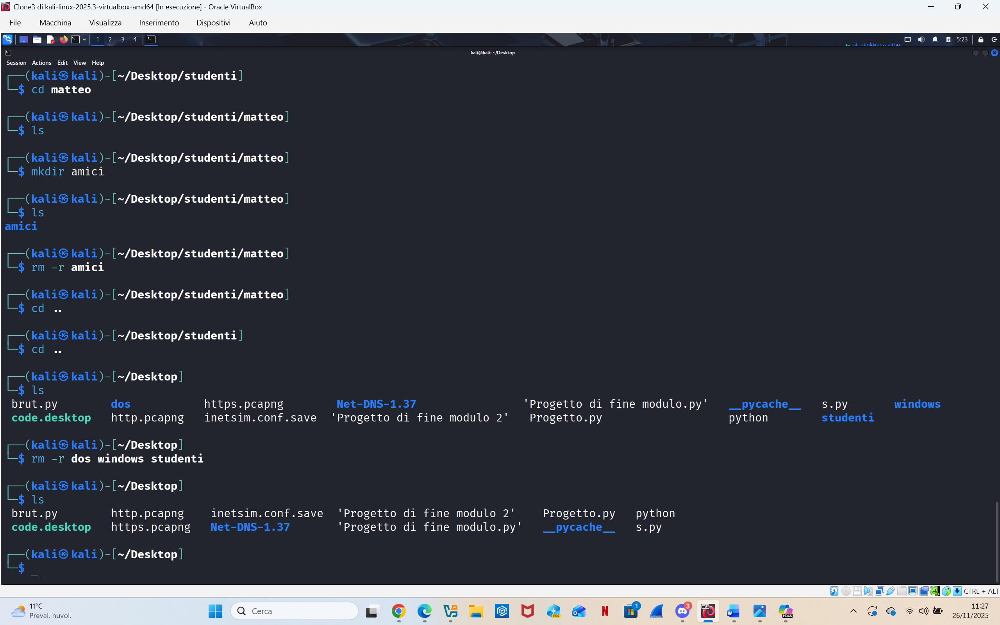 Clone3 di kali-linux-2025.3-virtualbox-amd64 [In esecuzione] - Oracle VirtualBox
File Macchina Visualizza Inserimento Dispositivi Aiuto
1 2 3 4 5:23
kali@kali: ~/Desktop
Session Actions Edit View Help
┌──(kali㉿kali)-[~/Desktop/studenti]
└─$ cd matteo
┌──(kali㉿kali)-[~/Desktop/studenti/matteo]
└─$ ls
┌──(kali㉿kali)-[~/Desktop/studenti/matteo]
└─$ mkdir amici
┌──(kali㉿kali)-[~/Desktop/studenti/matteo]
└─$ ls
amici
┌──(kali㉿kali)-[~/Desktop/studenti/matteo]
└─$ rm -r amici
┌──(kali㉿kali)-[~/Desktop/studenti/matteo]
└─$ cd ..
┌──(kali㉿kali)-[~/Desktop/studenti]
└─$ cd ..
┌──(kali㉿kali)-[~/Desktop]
└─$ ls
brut.py dos https.pcapng Net-DNS-1.37 'Progetto di fine modulo.py' __pycache__ s.py windows
code.desktop http.pcapng inetsim.conf.save 'Progetto di fine modulo 2' Progetto.py python studenti
┌──(kali㉿kali)-[~/Desktop]
└─$ rm -r dos windows studenti
┌──(kali㉿kali)-[~/Desktop]
└─$ ls
brut.py http.pcapng inetsim.conf.save 'Progetto di fine modulo 2' Progetto.py python
code.desktop https.pcapng Net-DNS-1.37 'Progetto di fine modulo.py' __pycache__ s.py
┌──(kali㉿kali)-[~/Desktop]
└─$ _
CTRL + ALT
11°C
Preval. nuvol.
Cerca
PRE
1
3
x64
M365
11:27
26/11/2025